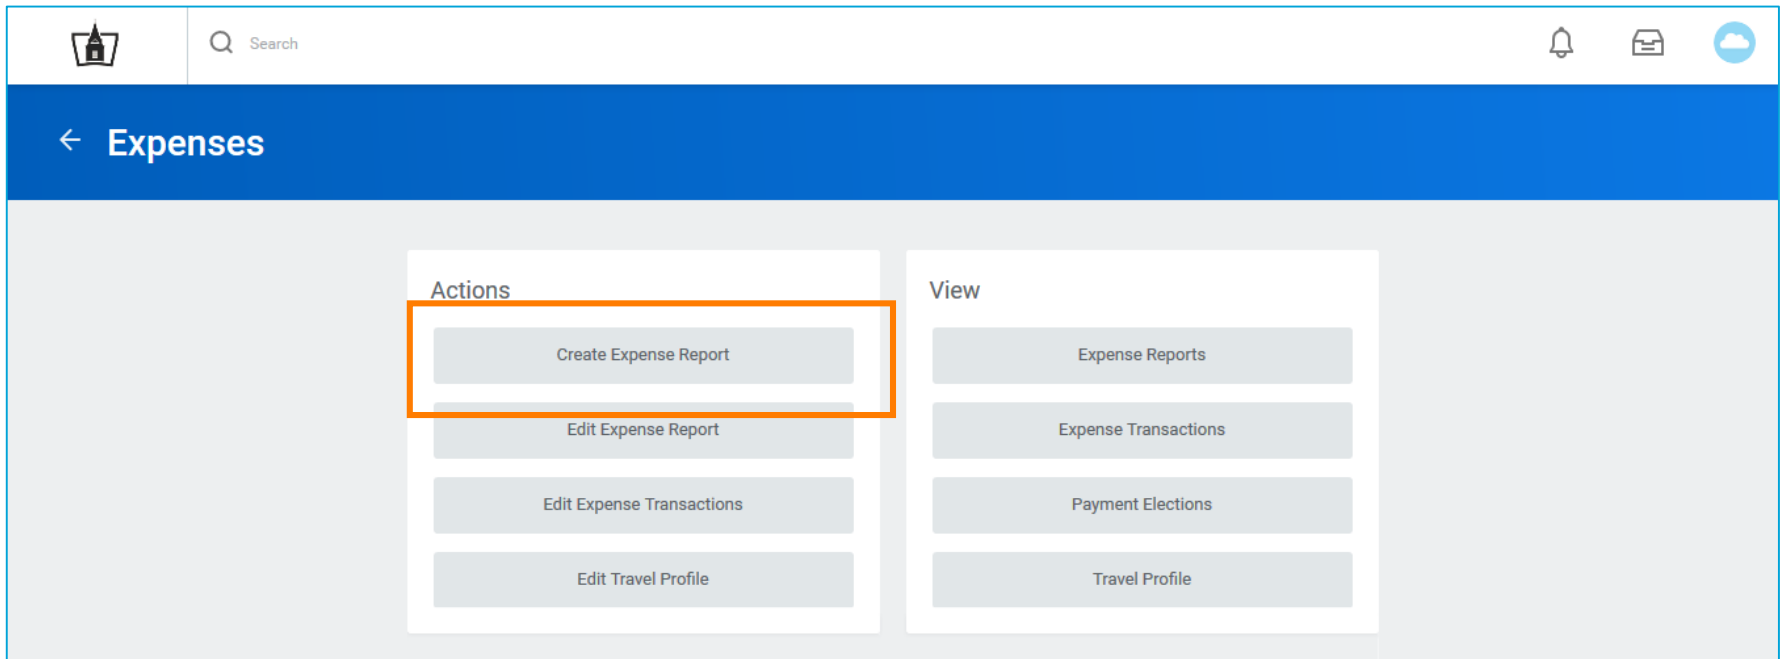 Search
Expenses
Actions
Create Expense Report
Edit Expense Report
Edit Expense Transactions
Edit Travel Profile
View
Expense Reports
Expense Transactions
Payment Elections
Travel Profile